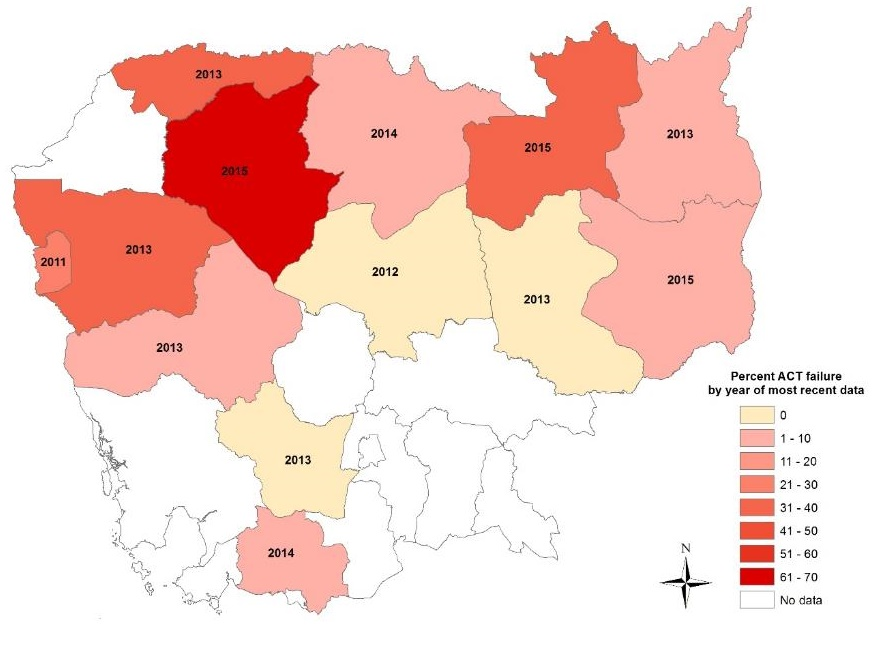 2013
2014
2013
2015
2015
2013
2011
2012
2015
2013
2013
Percent ACT failure
by year of most recent data
0
1 - 10
11 - 20
21 - 30
31 - 40
41 - 50
51 - 60
61 - 70
No data
2013
2014
N